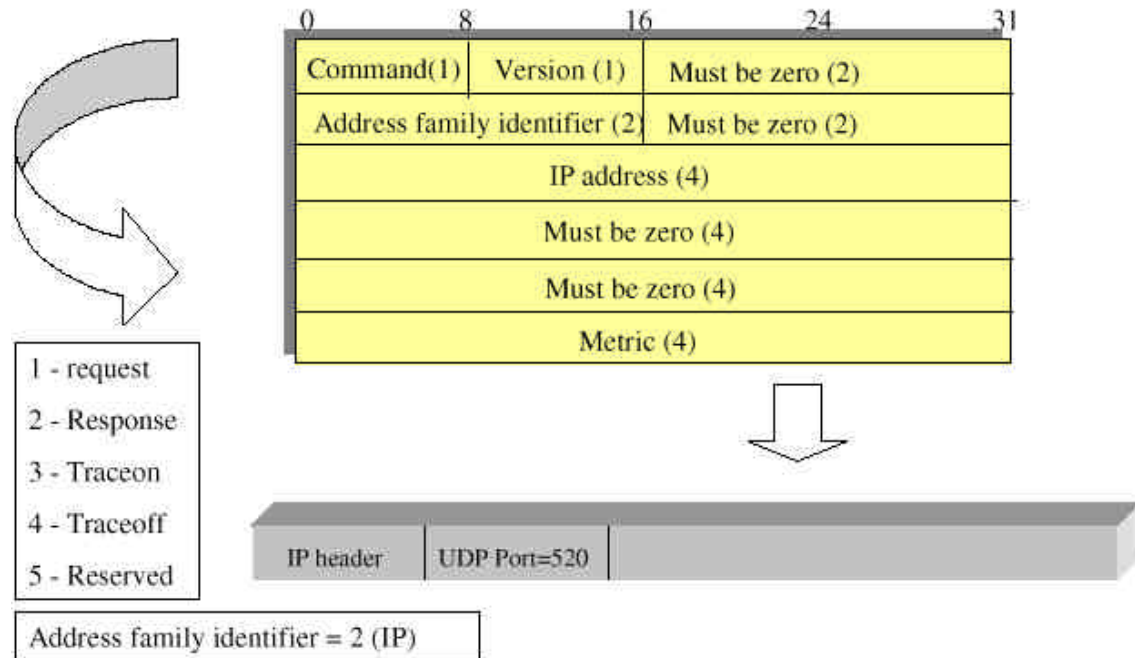 0 8 16 24 31
Command(1) Version (1) Must be zero (2)
Address family identifier (2) Must be zero (2)
IP address (4)
Must be zero (4)
Must be zero (4)
Metric (4)
1 - request
2 - Response
3 - Traceon
4 - Traceoff
5 - Reserved
IP header UDP Port=520
Address family identifier = 2 (IP)